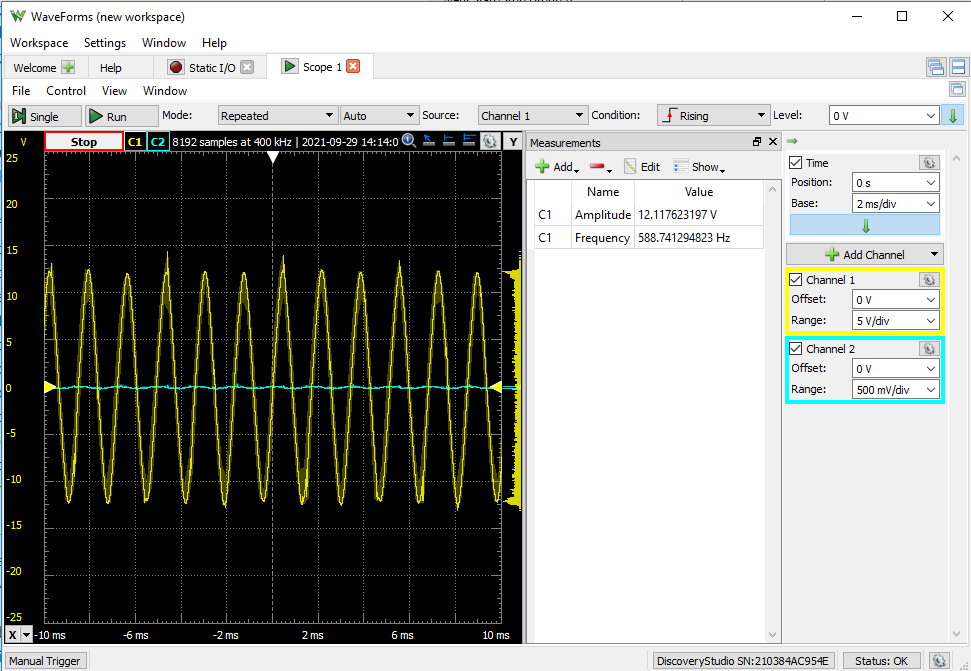 WaveForms (new workspace)
Workspace Settings Window Help
Welcome Help Static I/O Scope 1
File Control View Window
Single Run Mode: Repeated Auto Source: Channel 1 Condition: Rising Level: 0 V
V Stop C1 C2 8192 samples at 400 kHz | 2021-09-29 14:14:0 Y
25
20
15
10
5
0
-5
-10
-15
-20
-25
X -10 ms -6 ms -2 ms 2 ms 6 ms 10 ms
Measurements
Add Edit Show
Name Value
C1 Amplitude 12.117623197 V
C1 Frequency 588.741294823 Hz
Time
Position: 0 s
Base: 2 ms/div
Add Channel
Channel 1
Offset: 0 V
Range: 5 V/div
Channel 2
Offset: 0 V
Range: 500 mV/div
Manual Trigger DiscoveryStudio SN:210384AC954E Status: OK